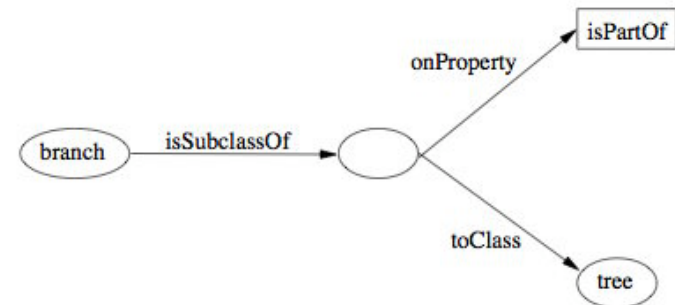 isPartOf
onProperty
isSubclassOf
branch
toClass
tree